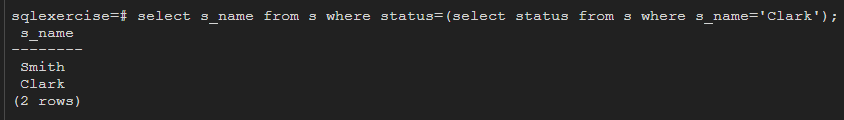 sqlexercise=# select s_name from s where status=(select status from s where s_name='Clark');
s_name
--------
Smith
Clark
(2 rows)